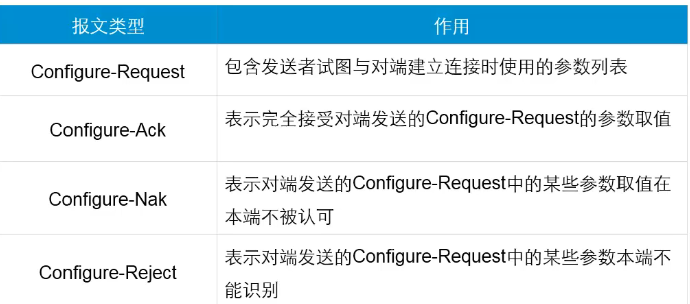 报文类型
作用
Configure-Request
包含发送者试图与对端建立连接时使用的参数列表
Configure-Ack
表示完全接受对端发送的Configure-Request的参数取值
Configure-Nak
表示对端发送的Configure-Request中的某些参数取值在
本端不被认可
Configure-Reject
表示对端发送的Configure-Request中的某些参数本端不
能识别